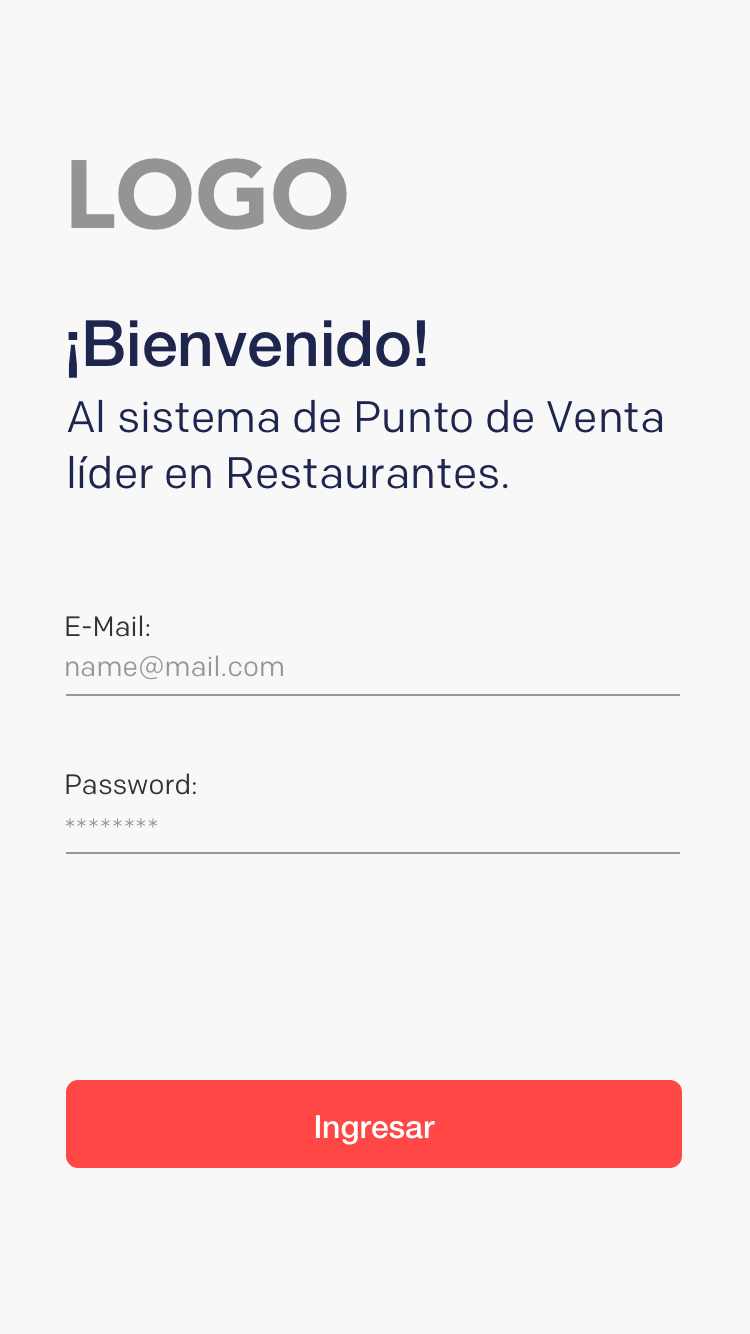 LOGO
¡Bienvenido!
Al sistema de Punto de Venta
líder en Restaurantes.
E-Mail:
name@mail.com
Password:
********
Ingresar